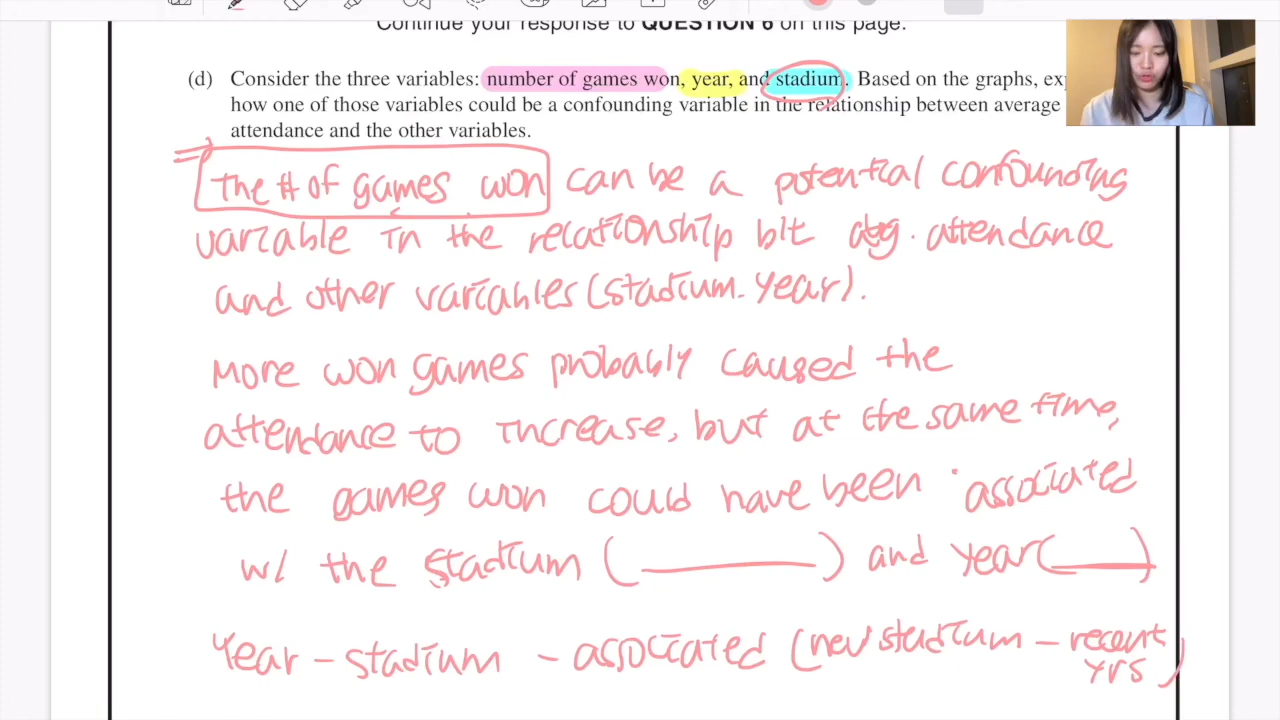 Continue your response to QUESTION 6 on this page.
(d) Consider the three variables: number of games won, year, and stadium. Based on the graphs,
how one of those variables could be a confounding variable in the relationship between average
attendance and the other variables.
The # of games won can be a potential confounding
variable in the relationship b/t avg. attendance
and other variables (stadium. Year).
More won games probably caused the
attendance to increase, but at the same time,
the games won could have been associated
w/ the stadium ( ) and Year( )
Year - stadium - associated (new stadium - recent
yrs)